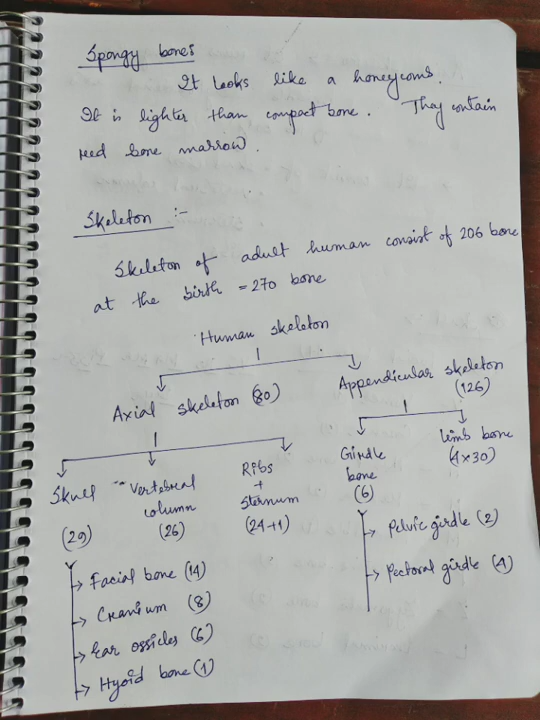 Spongy bones
It looks like a honeycomb.
It is lighter than compact bone. They contain
reed bone marrow.
Skeleton :-
Skeleton of adult human consist of 206 bone
at the birth = 270 bone
Human skeleton
Axial skeleton (80)
Appendicular skeleton
(126)
Skull
(29)
Vertebral
column
(26)
Ribs
+
Sternum
(24+1)
Girdle
bone
(6)
Limb bone
(4×30)
→ Facial bone (14)
→ Cranium (8)
→ Ear ossicles (6)
→ Hyoid bone (1)
→ Pelvic girdle (2)
→ Pectoral girdle (4)